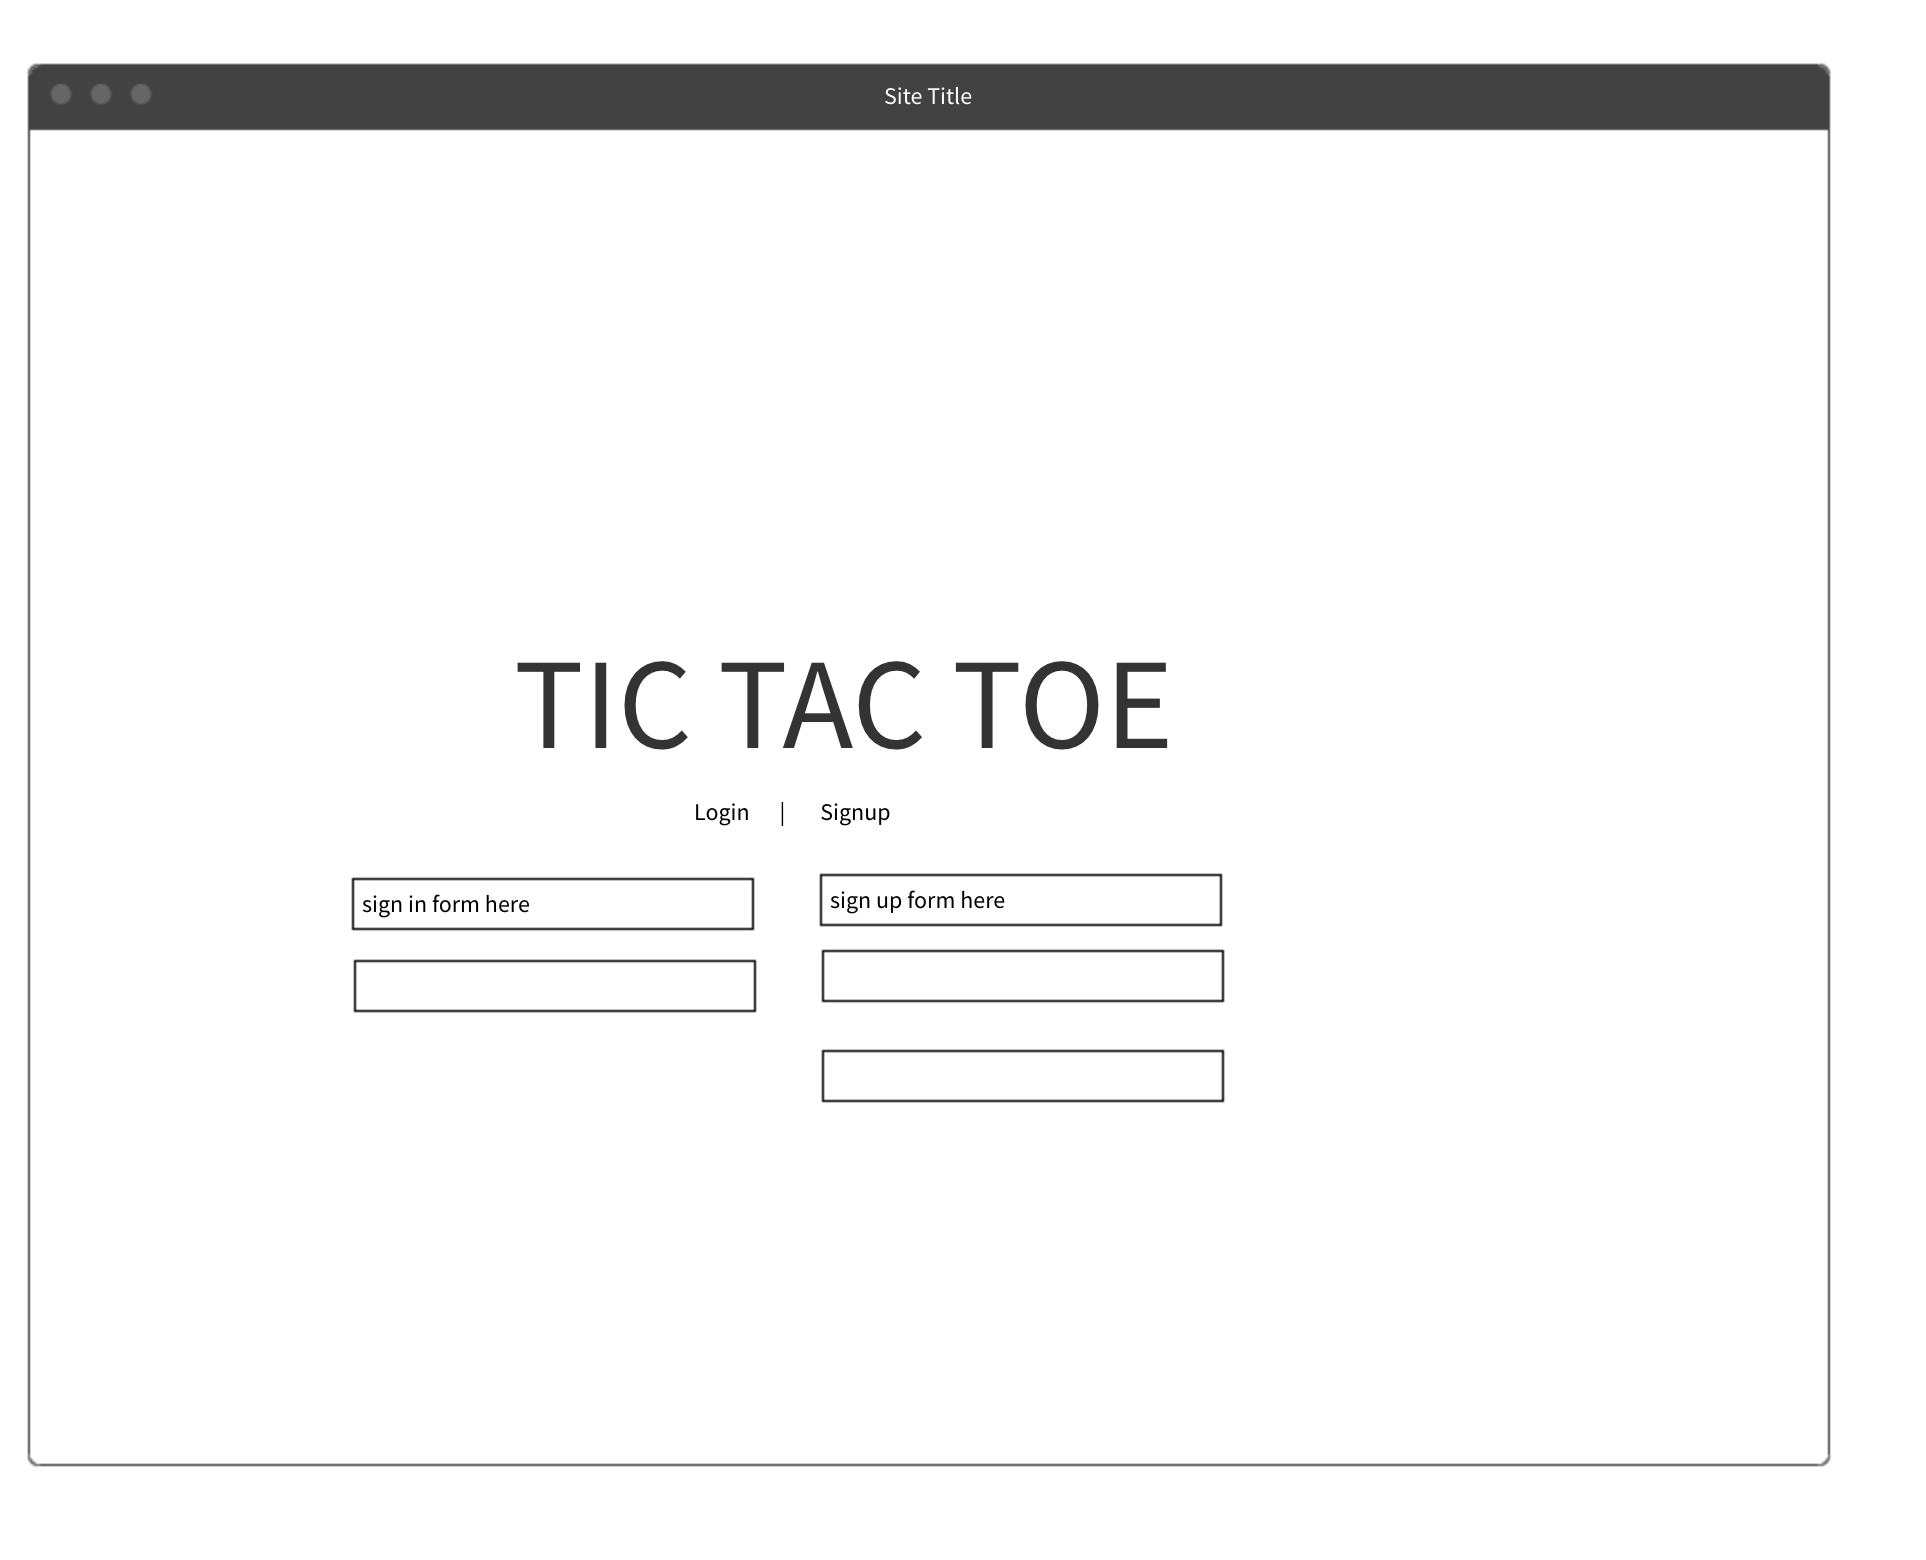 Site Title
TIC TAC TOE
Login | Signup
sign in form here
sign up form here